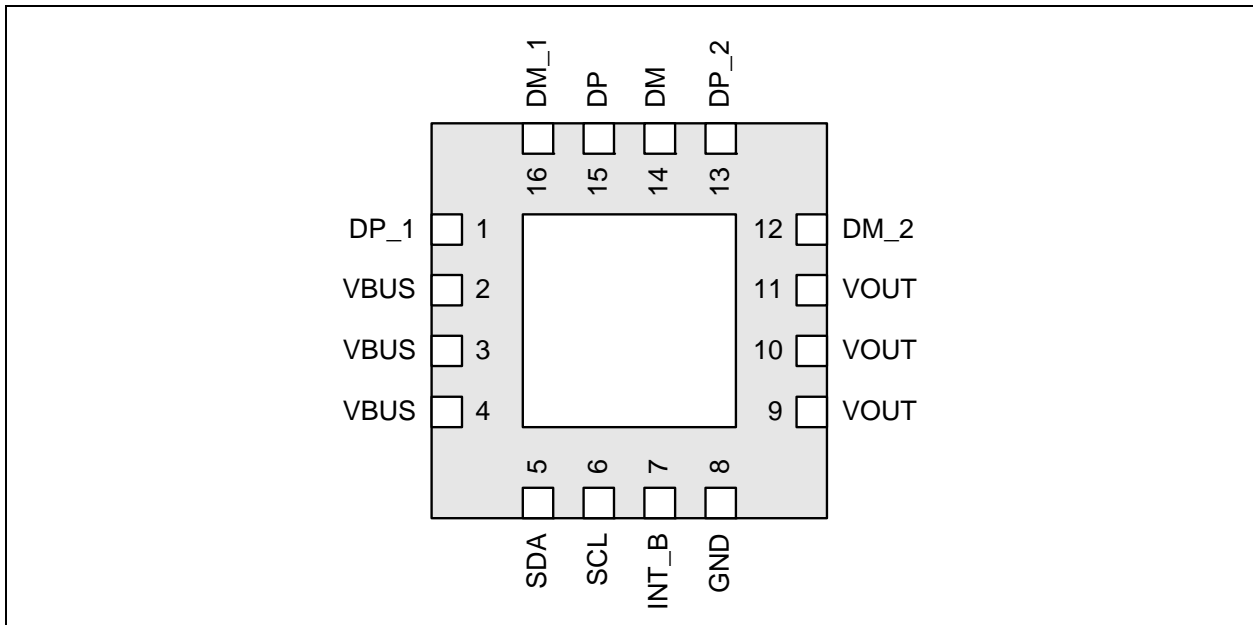 DM_1 DP DM DP_2
16 15 14 13
DP_1 1 12 DM_2
VBUS 2 11 VOUT
VBUS 3 10 VOUT
VBUS 4 9 VOUT
5 6 7 8
SDA SCL INT_B GND